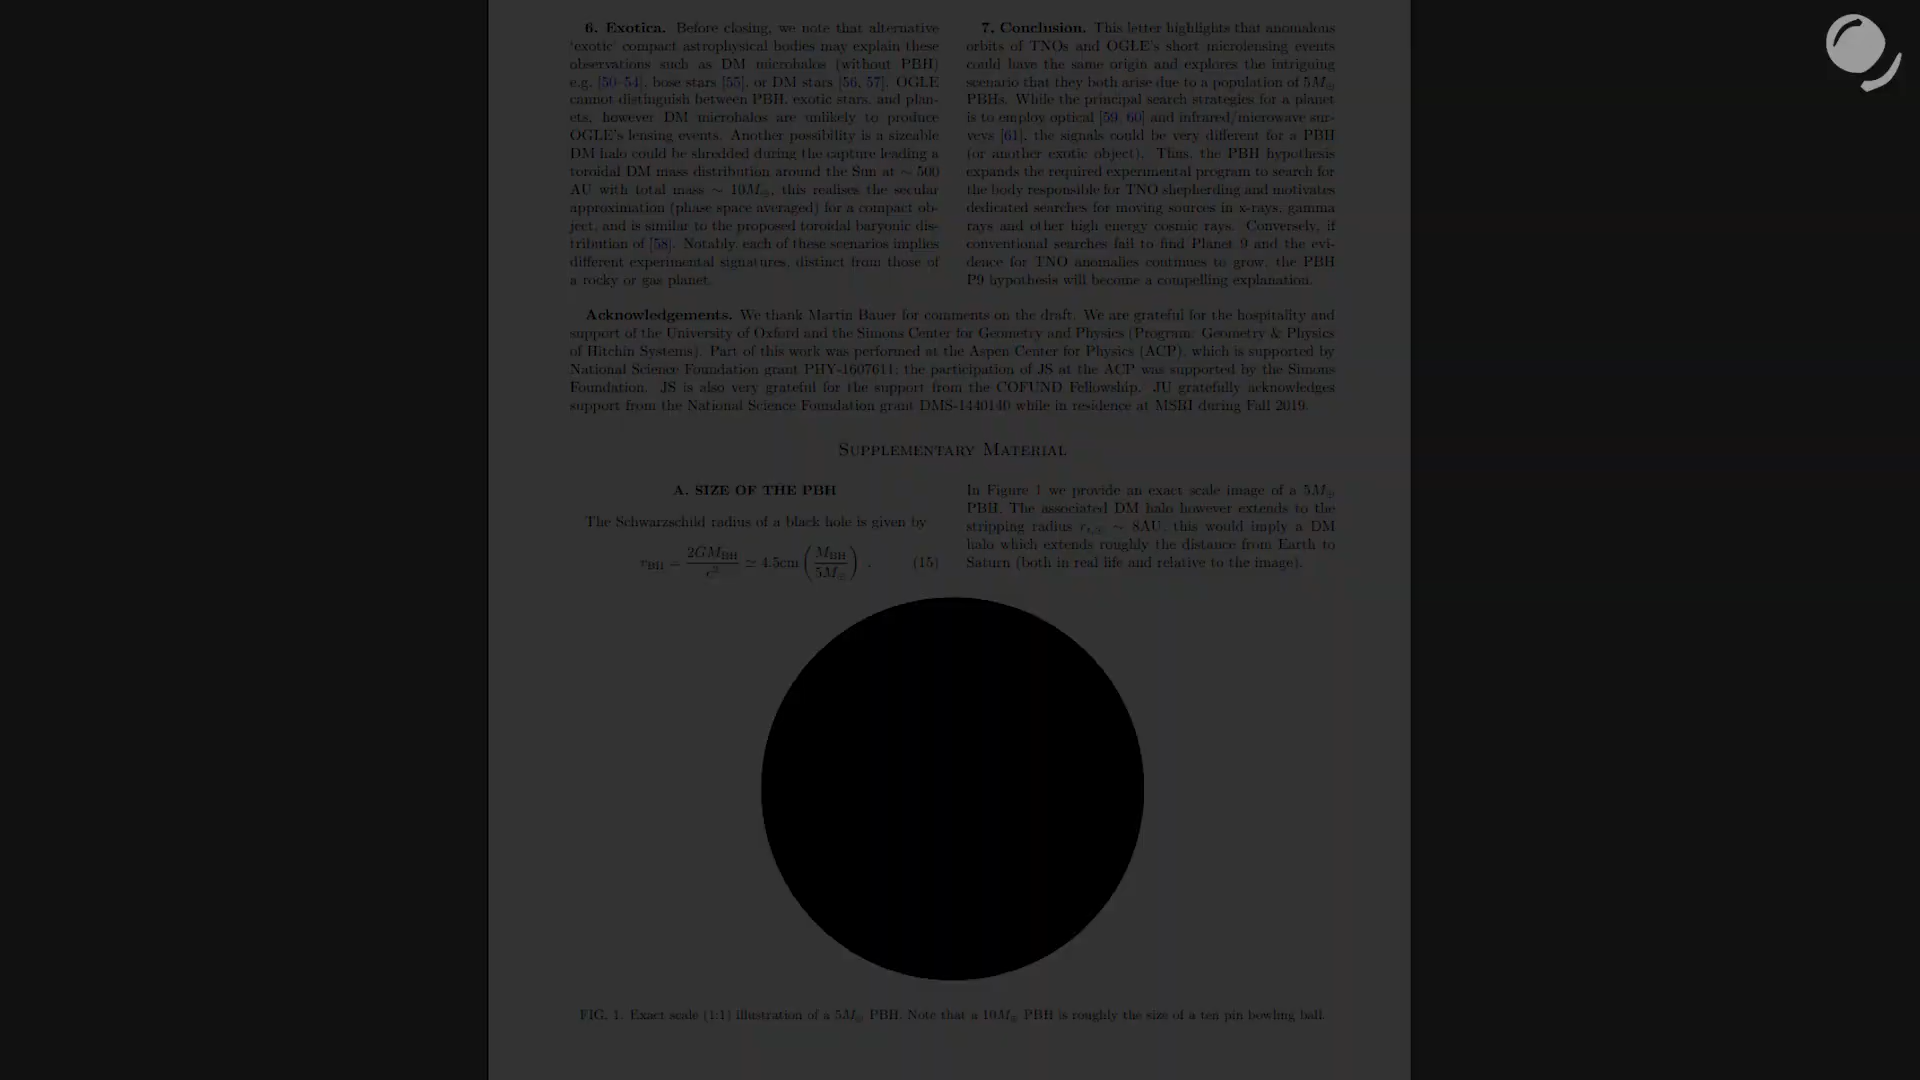 6. Exotica. Before closing, we note that alternative
'exotic' compact astrophysical bodies may explain these
observations such as DM microhalos (without PBH)
e.g. [50–54], bose stars [55], or DM stars [56, 57]. OGLE
cannot distinguish between PBH, exotic stars, and plan-
ets, however DM microhalos are unlikely to produce
OGLE's lensing events. Another possibility is a sizeable
DM halo could be shredded during the capture leading a
toroidal DM mass distribution around the Sun at ∼ 500
AU with total mass ∼ 10M⊕, this realises the secular
approximation (phase space averaged) for a compact ob-
ject, and is similar to the proposed toroidal baryonic dis-
tribution of [58]. Notably, each of these scenarios implies
different experimental signatures, distinct from those of
a rocky or gas planet.
7. Conclusion. This letter highlights that anomalous
orbits of TNOs and OGLE's short microlensing events
could have the same origin and explores the intriguing
scenario that they both arise due to a population of 5M⊕
PBHs. While the principal search strategies for a planet
is to employ optical [59, 60] and infrared/microwave sur-
veys [61], the signals could be very different for a PBH
(or another exotic object). Thus, the PBH hypothesis
expands the required experimental program to search for
the body responsible for TNO shepherding and motivates
dedicated searches for moving sources in x-rays, gamma
rays and other high energy cosmic rays. Conversely, if
conventional searches fail to find Planet 9 and the evi-
dence for TNO anomalies continues to grow, the PBH
P9 hypothesis will become a compelling explanation.
Acknowledgements. We thank Martin Bauer for comments on the draft. We are grateful for the hospitality and
support of the University of Oxford and the Simons Center for Geometry and Physics (Program: Geometry & Physics
of Hitchin Systems). Part of this work was performed at the Aspen Center for Physics (ACP), which is supported by
National Science Foundation grant PHY-1607611; the participation of JS at the ACP was supported by the Simons
Foundation. JS is also very grateful for the support from the COFUND Fellowship. JU gratefully acknowledges
support from the National Science Foundation grant DMS-1440140 while in residence at MSRI during Fall 2019.
Supplementary Material
A. SIZE OF THE PBH
The Schwarzschild radius of a black hole is given by
r_BH = 2GM_BH/c² ≃ 4.5cm (M_BH/5M⊕) . (15)
In Figure 1 we provide an exact scale image of a 5M⊕
PBH. The associated DM halo however extends to the
stripping radius r_t,⊙ ∼ 8AU, this would imply a DM
halo which extends roughly the distance from Earth to
Saturn (both in real life and relative to the image).
FIG. 1. Exact scale (1:1) illustration of a 5M⊕ PBH. Note that a 10M⊕ PBH is roughly the size of a ten pin bowling ball.